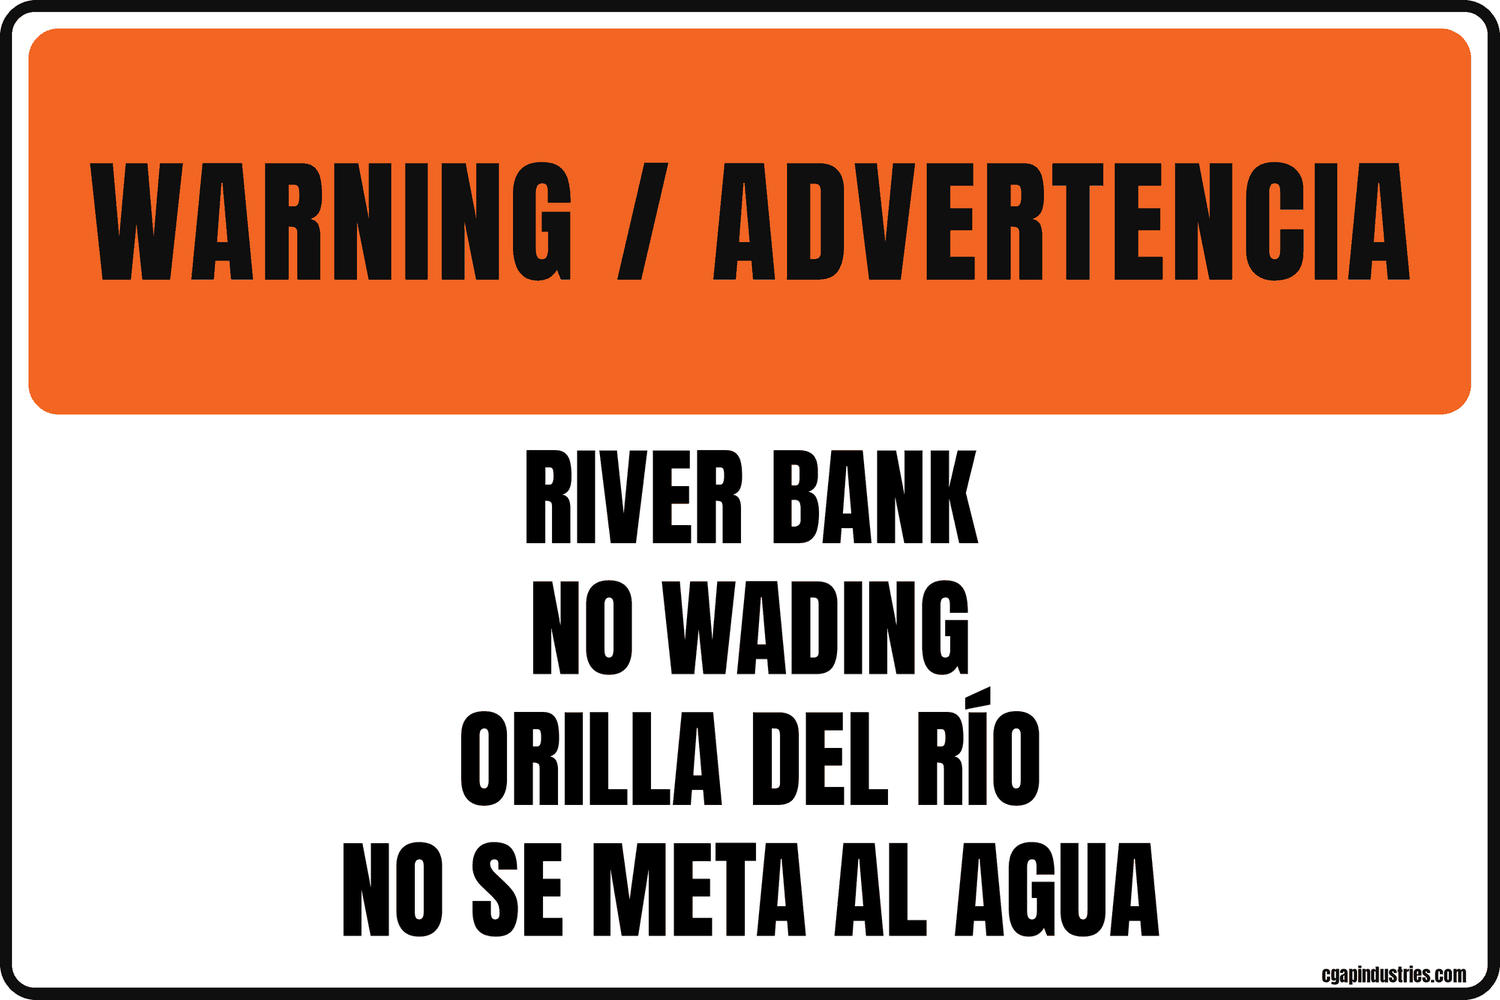 WARNING / ADVERTENCIA
RIVER BANK
NO WADING
ORILLA DEL RÍO
NO SE META AL AGUA
cgapindustries.com